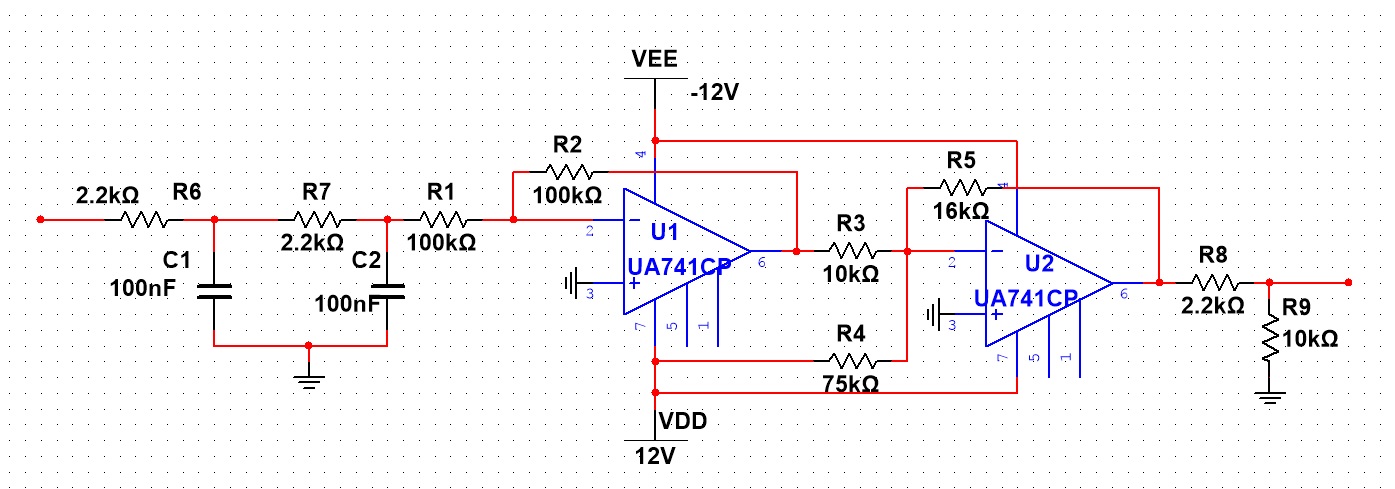 VEE
-12V
R2
100kΩ
4
R5
16kΩ
4
2.2kΩ
R6
R7
2.2kΩ
R1
100kΩ
2
U1
UA741CP
3
6
7
5
1
R3
10kΩ
2
U2
UA741CP
3
6
7
5
1
C1
100nF
C2
100nF
R4
75kΩ
R8
2.2kΩ
R9
10kΩ
VDD
12V